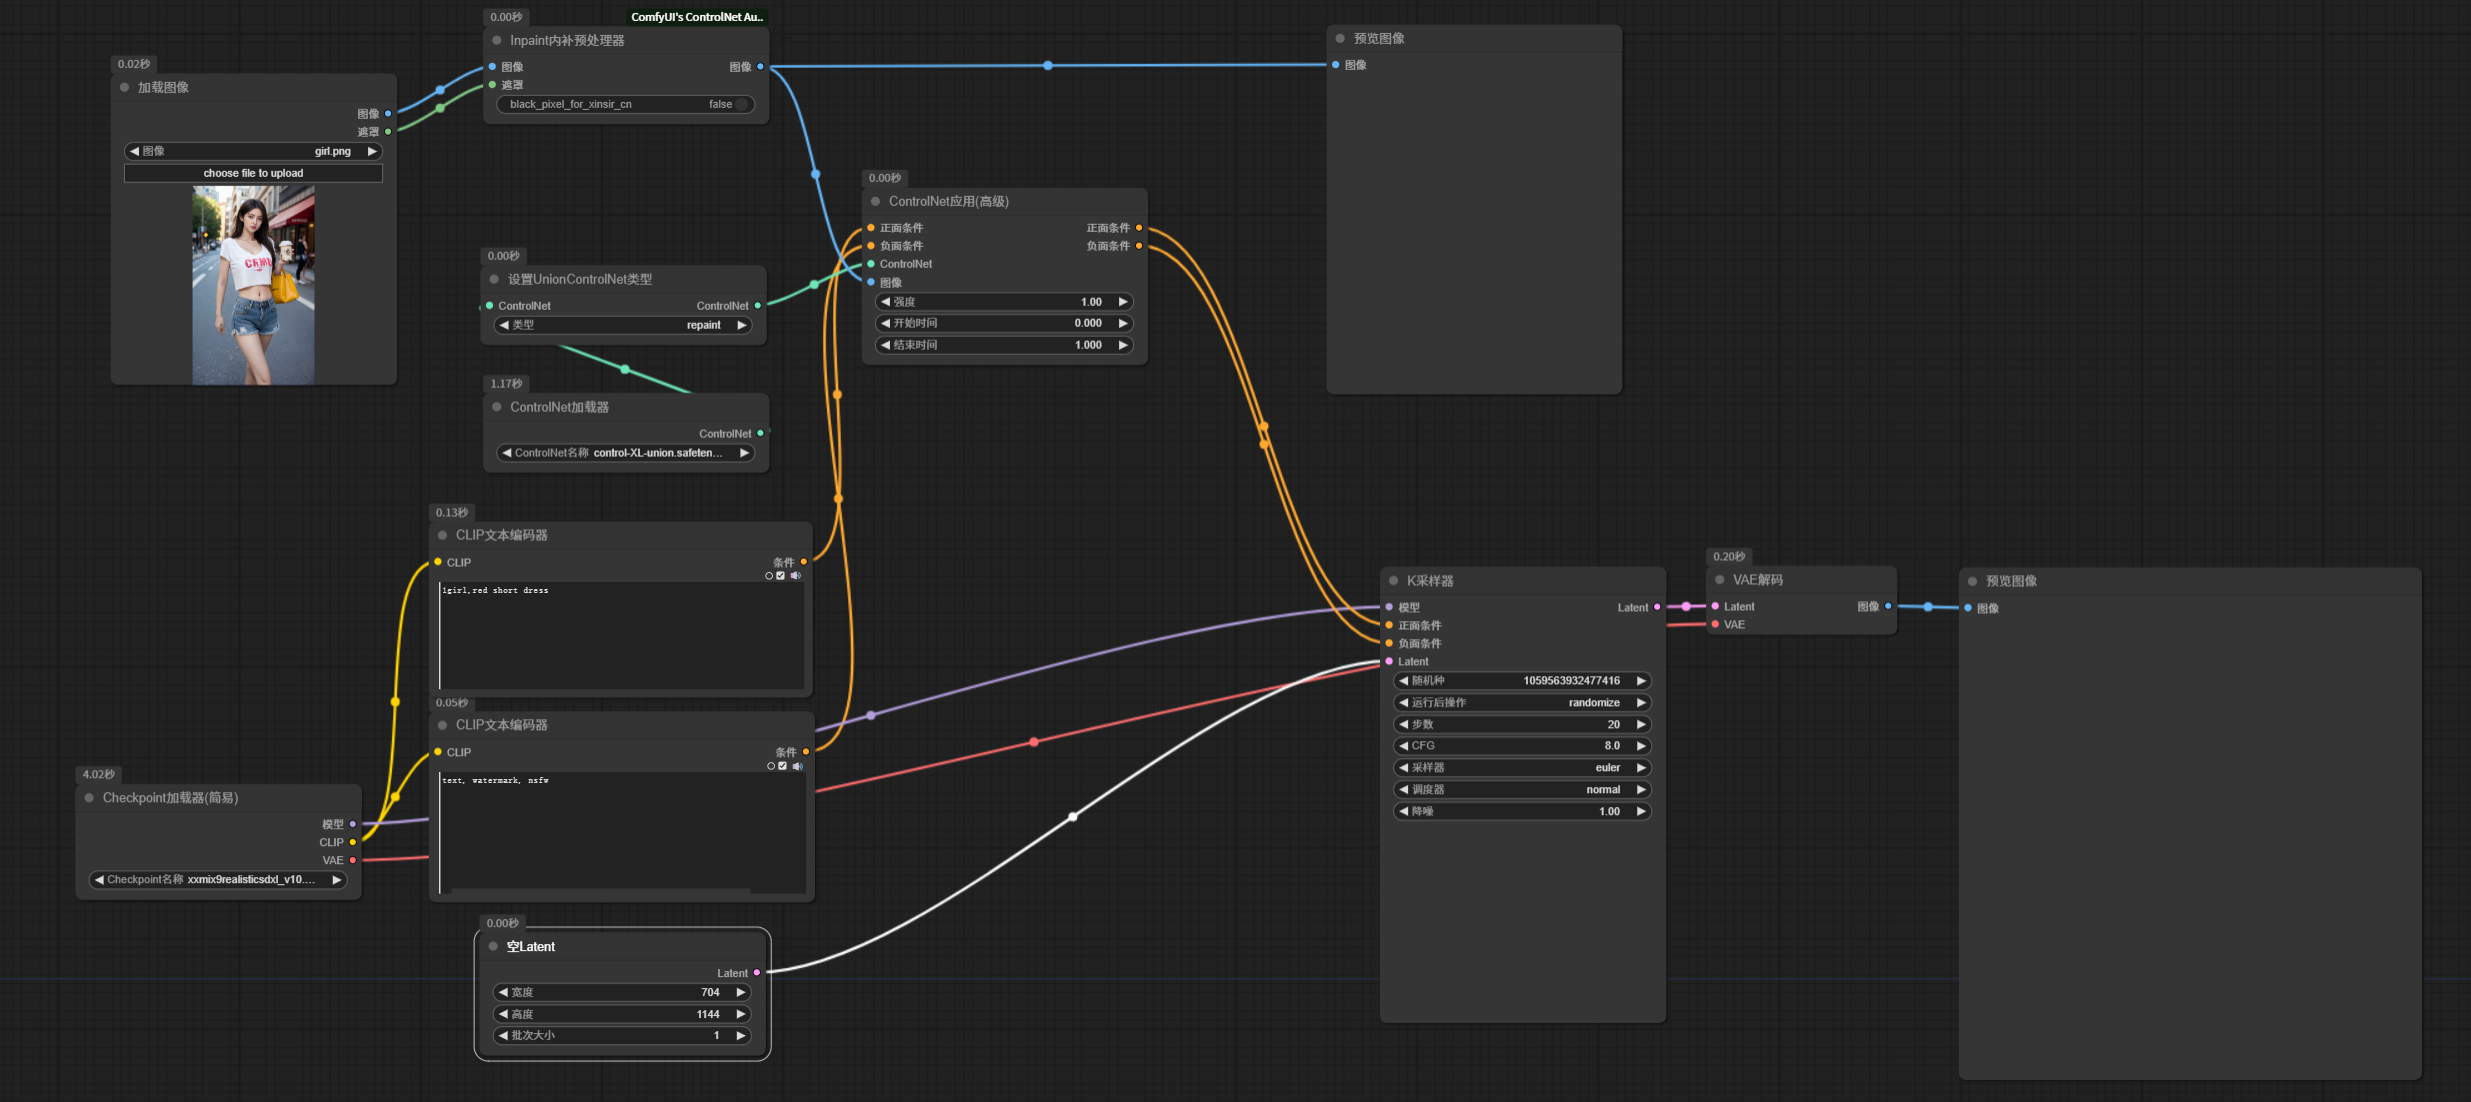 0.02秒
加载图像
图像
遮罩
图像 girl.png
choose file to upload
0.00秒
ComfyUI's ControlNet Au..
Inpaint内补预处理器
图像 图像
遮罩
black_pixel_for_xinsir_cn false
0.00秒
设置UnionControlNet类型
ControlNet ControlNet
类型 repaint
1.17秒
ControlNet加载器
ControlNet
ControlNet名称 control-XL-union.safeten...
0.00秒
ControlNet应用(高级)
正面条件 正面条件
负面条件 负面条件
ControlNet
图像
强度 1.00
开始时间 0.000
结束时间 1.000
预览图像
图像
0.13秒
CLIP文本编码器
CLIP 条件
1girl,red short dress
0.05秒
CLIP文本编码器
CLIP 条件
text, watermark, nsfw
4.02秒
Checkpoint加载器(简易)
模型
CLIP
VAE
Checkpoint名称 xxmix9realisticsdxl_v10....
0.00秒
空Latent
Latent
宽度 704
高度 1144
批次大小 1
K采样器
模型 Latent
正面条件
负面条件
Latent
随机种 1059563932477416
运行后操作 randomize
步数 20
CFG 8.0
采样器 euler
调度器 normal
降噪 1.00
0.20秒
VAE解码
Latent 图像
VAE
预览图像
图像